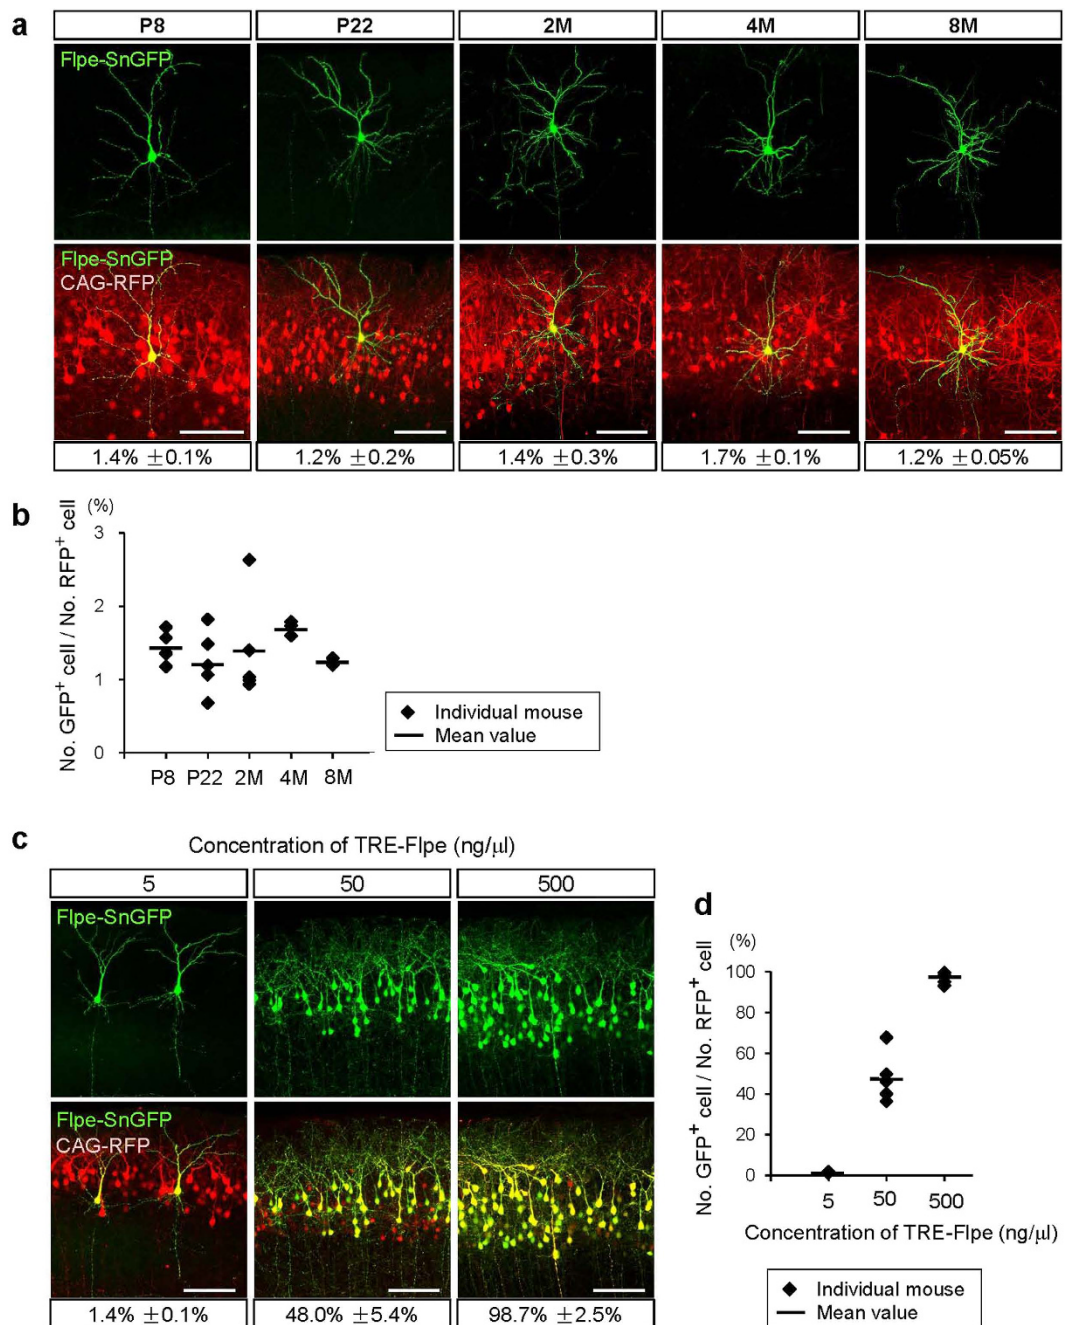 a
P8 P22 2M 4M 8M
Flpe-SnGFP
Flpe-SnGFP
CAG-RFP
1.4% ±0.1% 1.2% ±0.2% 1.4% ±0.3% 1.7% ±0.1% 1.2% ±0.05%
b
(%)
No. GFP⁺ cell / No. RFP⁺ cell
3
2
1
0
P8 P22 2M 4M 8M
Individual mouse
Mean value
c
Concentration of TRE-Flpe (ng/µl)
5 50 500
Flpe-SnGFP
Flpe-SnGFP
CAG-RFP
1.4% ±0.1% 48.0% ±5.4% 98.7% ±2.5%
d
(%)
No. GFP⁺ cell / No. RFP⁺ cell
100
80
60
40
20
0
5 50 500
Concentration of TRE-Flpe (ng/µl)
Individual mouse
Mean value